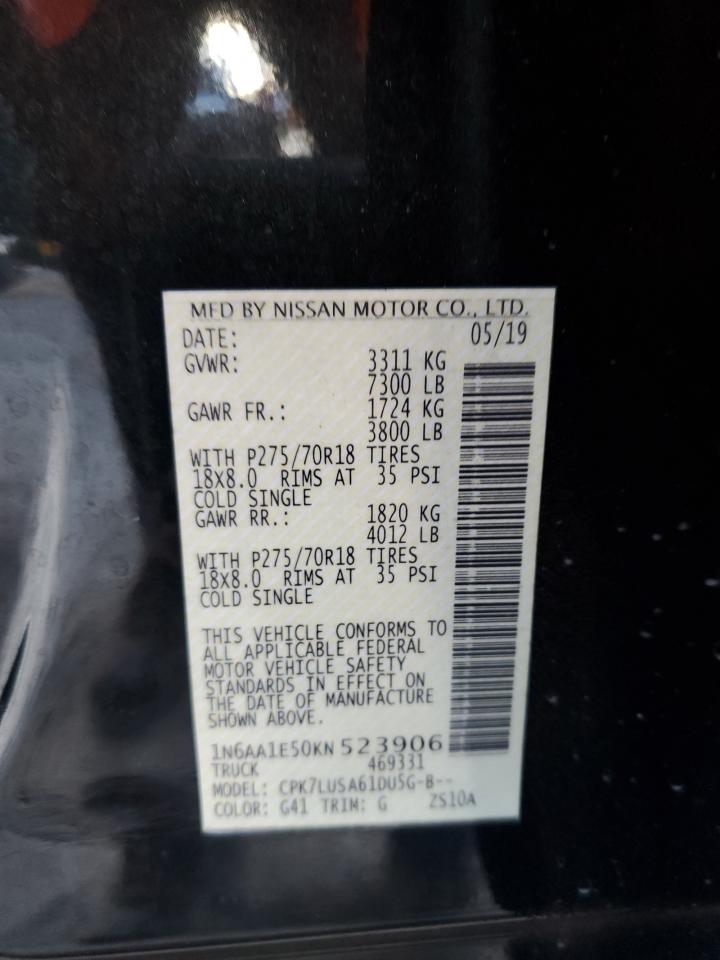 MFD BY NISSAN MOTOR CO., LTD.
DATE: 05/19
GVWR: 3311 KG
7300 LB
GAWR FR.: 1724 KG
3800 LB
WITH P275/70R18 TIRES
18X8.0 RIMS AT 35 PSI
COLD SINGLE
GAWR RR.: 1820 KG
4012 LB
WITH P275/70R18 TIRES
18X8.0 RIMS AT 35 PSI
COLD SINGLE
THIS VEHICLE CONFORMS TO
ALL APPLICABLE FEDERAL
MOTOR VEHICLE SAFETY
STANDARDS IN EFFECT ON
THE DATE OF MANUFACTURE
SHOWN ABOVE.
1N6AA1E50KN 523906
TRUCK 469331
MODEL: CPK7LUSA61DU5G-B--
COLOR: G41 TRIM: G ZS10A